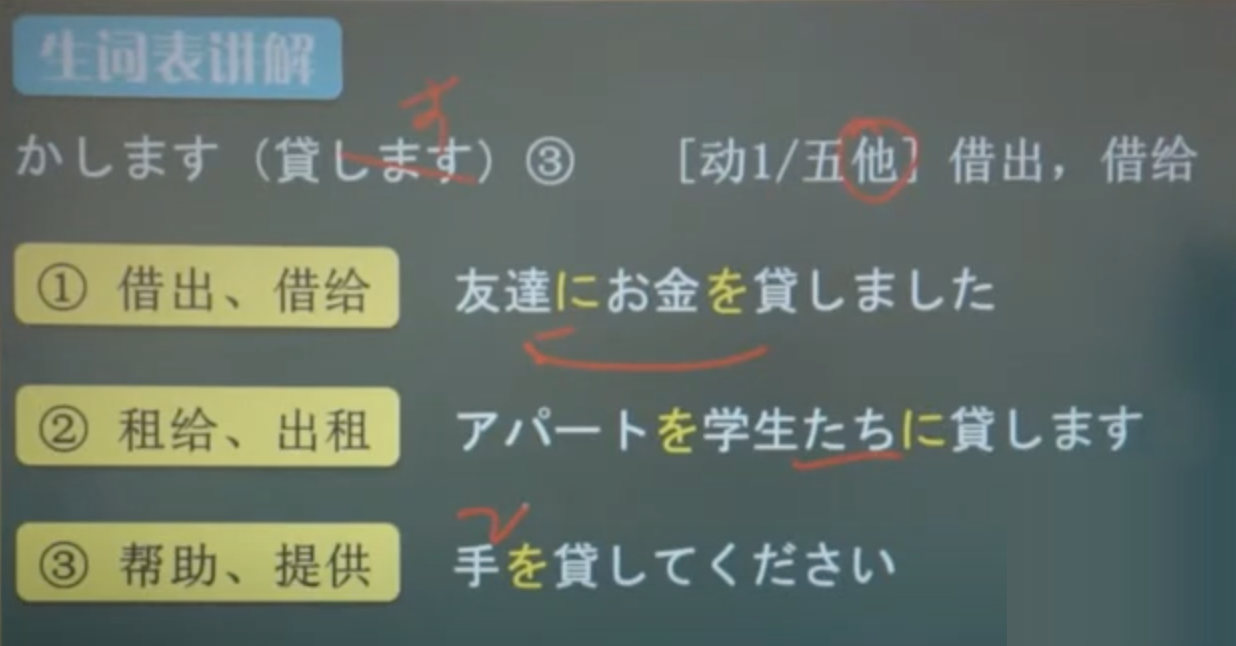 生词表讲解
す
かします（貸します）③ [动1/五他] 借出，借给
① 借出、借给 友達にお金を貸しました
② 租给、出租 アパートを学生たちに貸します
③ 帮助、提供 手を貸してください